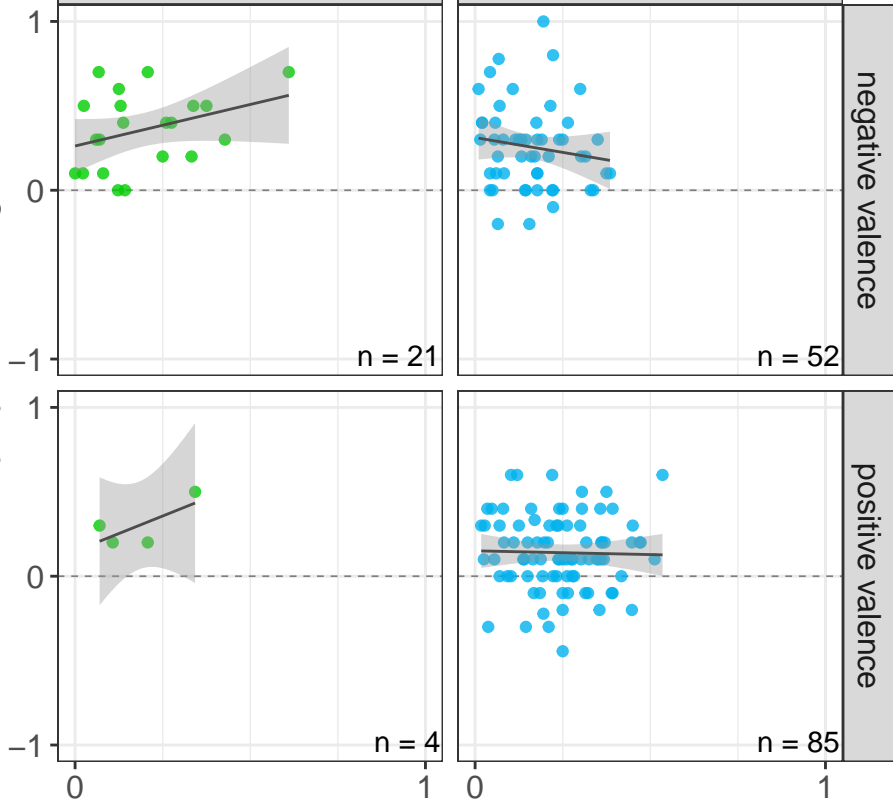 1
0
−1
n = 21
n = 52
negative valence
1
0
−1
n = 4
n = 85
positive valence
0
1
0
1